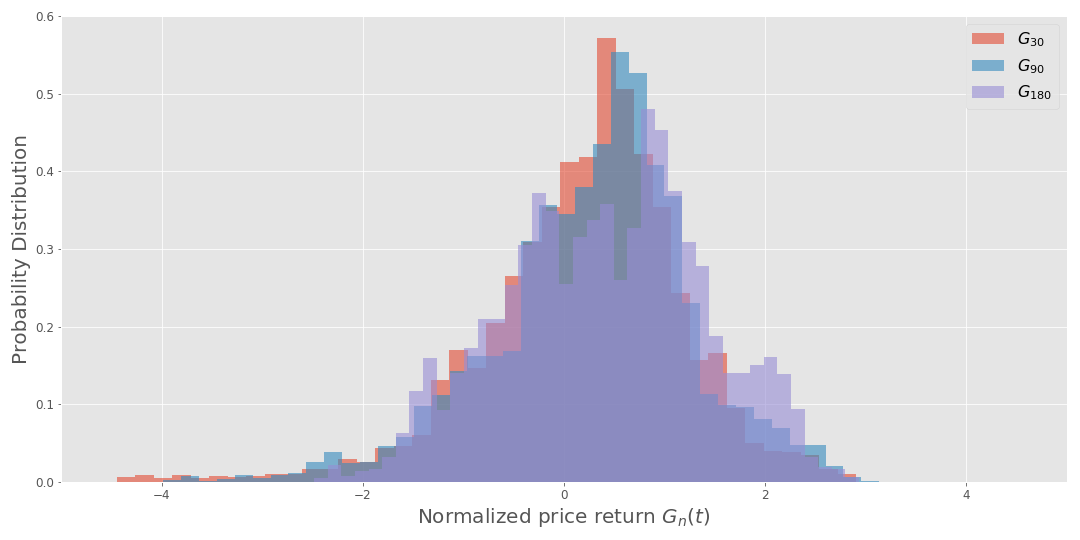 0.6
0.5
0.4
0.3
0.2
0.1
0.0
Probability Distribution
−4
−2
0
2
4
Normalized price return Gₙ(t)
G₃₀
G₉₀
G₁₈₀